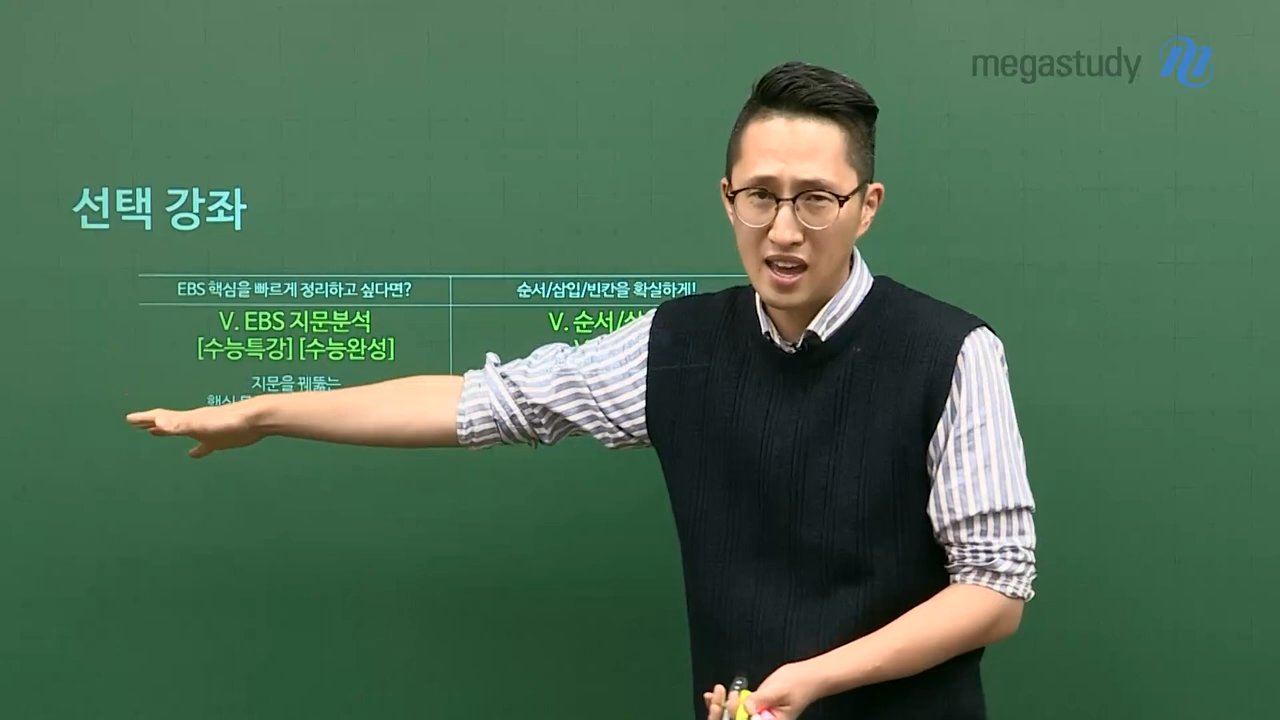 megastudy
선택 강좌
EBS 핵심을 빠르게 정리하고 싶다면?
순서/삽입/빈칸을 확실하게!
V. EBS 지문분석
[수능특강] [수능완성]
V. 순서/
지문을 꿰뚫는
핵심